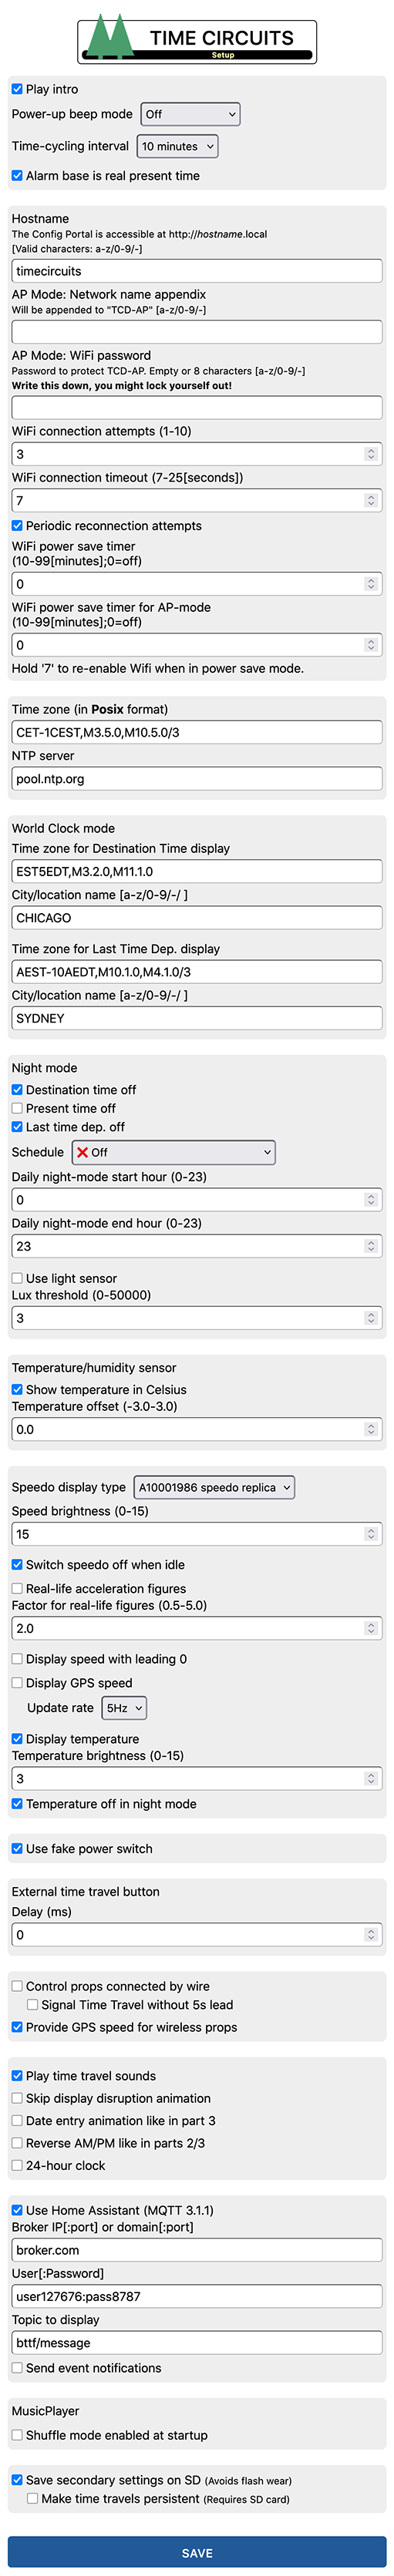 TIME CIRCUITS
Setup
Play intro
Power-up beep mode Off
Time-cycling interval 10 minutes
Alarm base is real present time
Hostname
The Config Portal is accessible at http://hostname.local
[Valid characters: a-z/0-9/-]
timecircuits
AP Mode: Network name appendix
Will be appended to "TCD-AP" [a-z/0-9/-]
AP Mode: WiFi password
Password to protect TCD-AP. Empty or 8 characters [a-z/0-9/-]
Write this down, you might lock yourself out!
WiFi connection attempts (1-10)
3
WiFi connection timeout (7-25[seconds])
7
Periodic reconnection attempts
WiFi power save timer
(10-99[minutes];0=off)
0
WiFi power save timer for AP-mode
(10-99[minutes];0=off)
0
Hold '7' to re-enable Wifi when in power save mode.
Time zone (in Posix format)
CET-1CEST,M3.5.0,M10.5.0/3
NTP server
pool.ntp.org
World Clock mode
Time zone for Destination Time display
EST5EDT,M3.2.0,M11.1.0
City/location name [a-z/0-9/-/ ]
CHICAGO
Time zone for Last Time Dep. display
AEST-10AEDT,M10.1.0,M4.1.0/3
City/location name [a-z/0-9/-/ ]
SYDNEY
Night mode
Destination time off
Present time off
Last time dep. off
Schedule ❌ Off
Daily night-mode start hour (0-23)
0
Daily night-mode end hour (0-23)
23
Use light sensor
Lux threshold (0-50000)
3
Temperature/humidity sensor
Show temperature in Celsius
Temperature offset (-3.0-3.0)
0.0
Speedo display type A10001986 speedo replica
Speed brightness (0-15)
15
Switch speedo off when idle
Real-life acceleration figures
Factor for real-life figures (0.5-5.0)
2.0
Display speed with leading 0
Display GPS speed
Update rate 5Hz
Display temperature
Temperature brightness (0-15)
3
Temperature off in night mode
Use fake power switch
External time travel button
Delay (ms)
0
Control props connected by wire
Signal Time Travel without 5s lead
Provide GPS speed for wireless props
Play time travel sounds
Skip display disruption animation
Date entry animation like in part 3
Reverse AM/PM like in parts 2/3
24-hour clock
Use Home Assistant (MQTT 3.1.1)
Broker IP[:port] or domain[:port]
broker.com
User[:Password]
user127676:pass8787
Topic to display
bttf/message
Send event notifications
MusicPlayer
Shuffle mode enabled at startup
Save secondary settings on SD (Avoids flash wear)
Make time travels persistent (Requires SD card)
SAVE